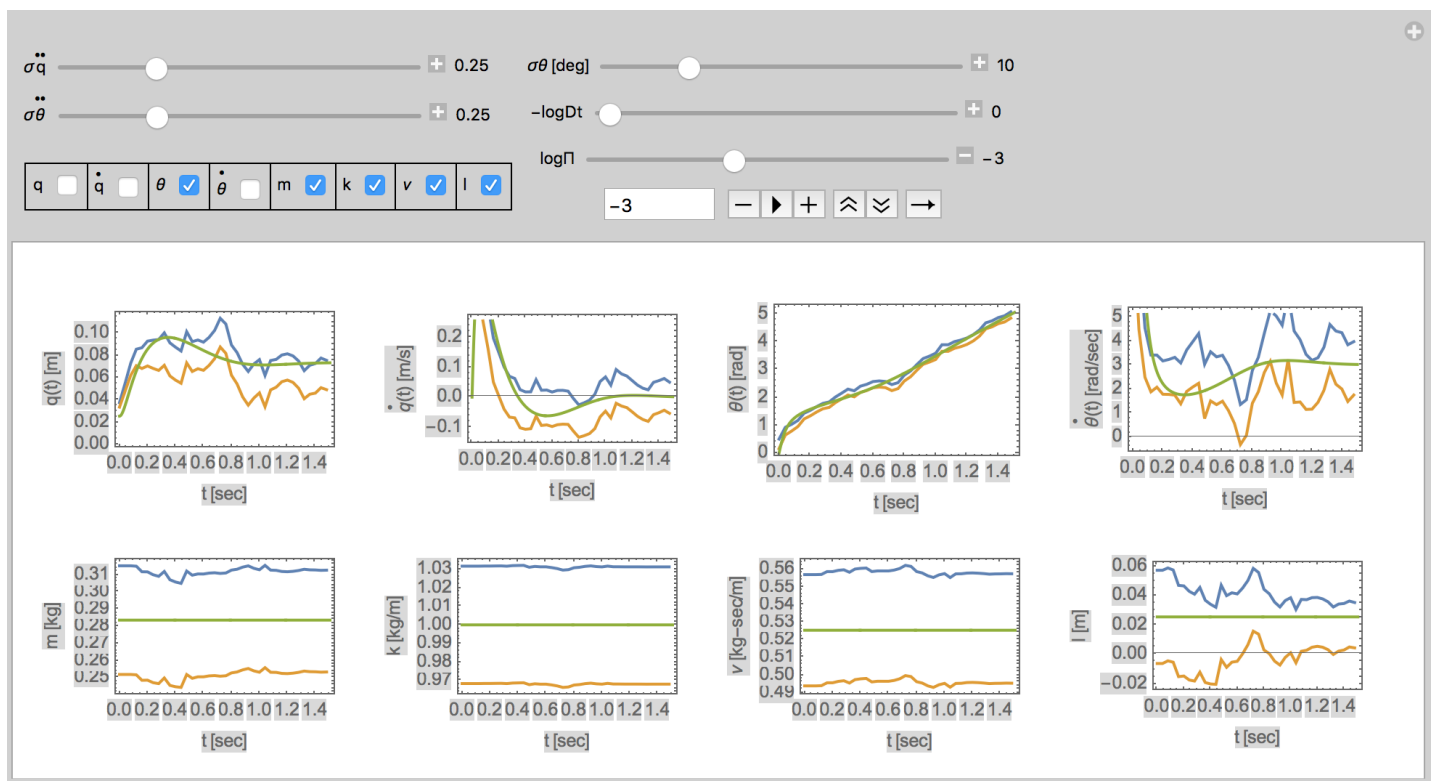 σq̈ 0.25 σθ [deg] 10
σθ̈ 0.25 -logDt 0
logΠ -3
q q̇ θ θ̇ m k ν l
-3
q(t) [m]
0.10
0.08
0.06
0.04
0.02
0.00
0.0 0.2 0.4 0.6 0.8 1.0 1.2 1.4
t [sec]
q̇(t) [m/s]
0.2
0.1
0.0
-0.1
0.0 0.2 0.4 0.6 0.8 1.0 1.2 1.4
t [sec]
θ(t) [rad]
5
4
3
2
1
0
0.0 0.2 0.4 0.6 0.8 1.0 1.2 1.4
t [sec]
θ̇(t) [rad/sec]
5
4
3
2
1
0
0.0 0.2 0.4 0.6 0.8 1.0 1.2 1.4
t [sec]
m [kg]
0.31
0.30
0.29
0.28
0.27
0.26
0.25
0.0 0.2 0.4 0.6 0.8 1.0 1.2 1.4
t [sec]
k [kg/m]
1.03
1.02
1.01
1.00
0.99
0.98
0.97
0.0 0.2 0.4 0.6 0.8 1.0 1.2 1.4
t [sec]
ν [kg-sec/m]
0.56
0.55
0.54
0.53
0.52
0.51
0.50
0.49
0.0 0.2 0.4 0.6 0.8 1.0 1.2 1.4
t [sec]
l [m]
0.06
0.04
0.02
0.00
-0.02
0.0 0.2 0.4 0.6 0.8 1.0 1.2 1.4
t [sec]